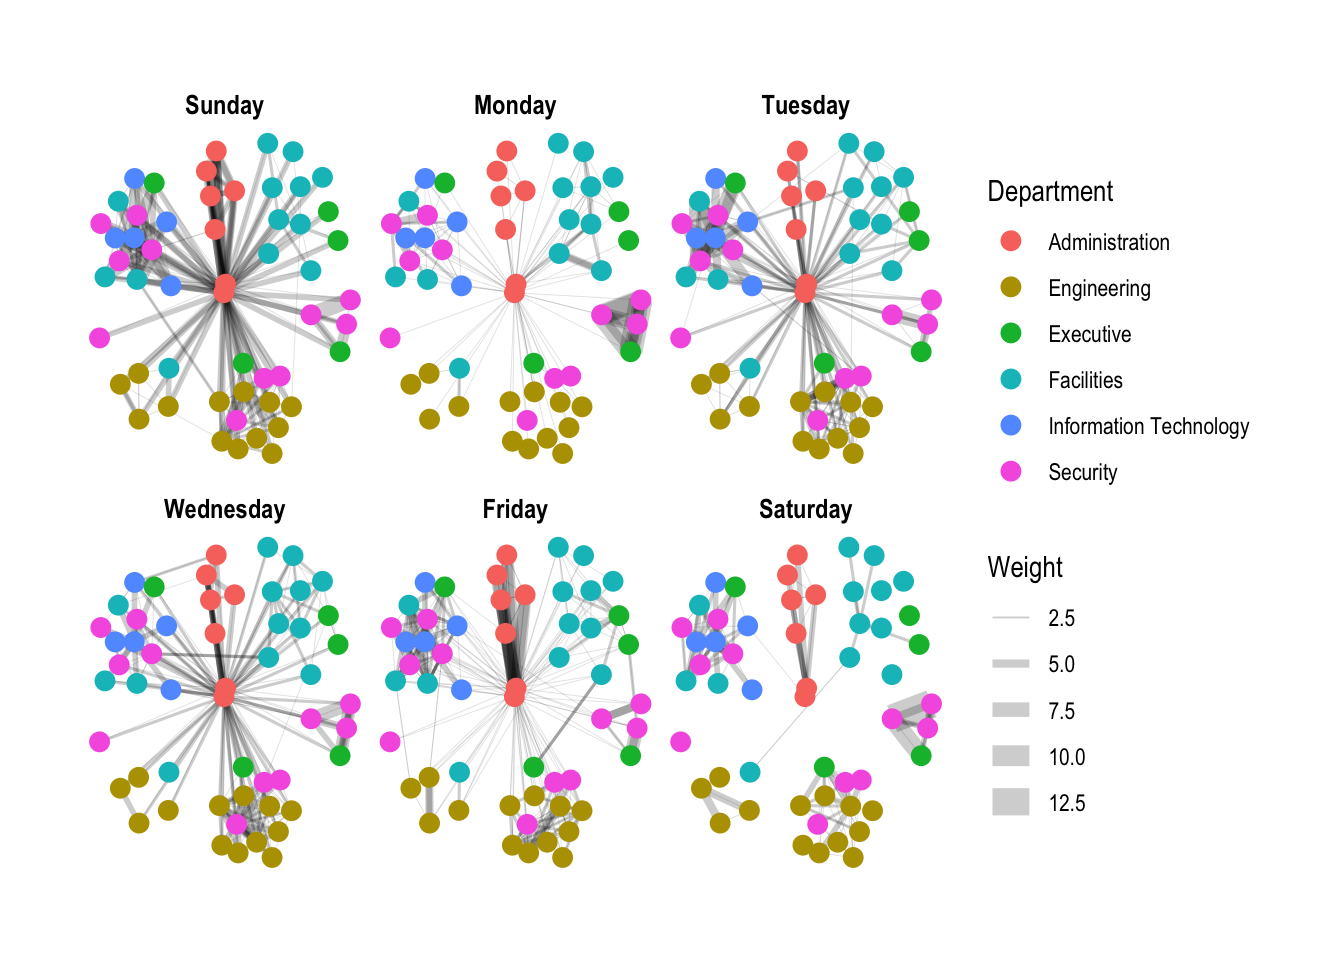 Sunday
Monday
Tuesday
Wednesday
Friday
Saturday
Department
Administration
Engineering
Executive
Facilities
Information Technology
Security
Weight
2.5
5.0
7.5
10.0
12.5